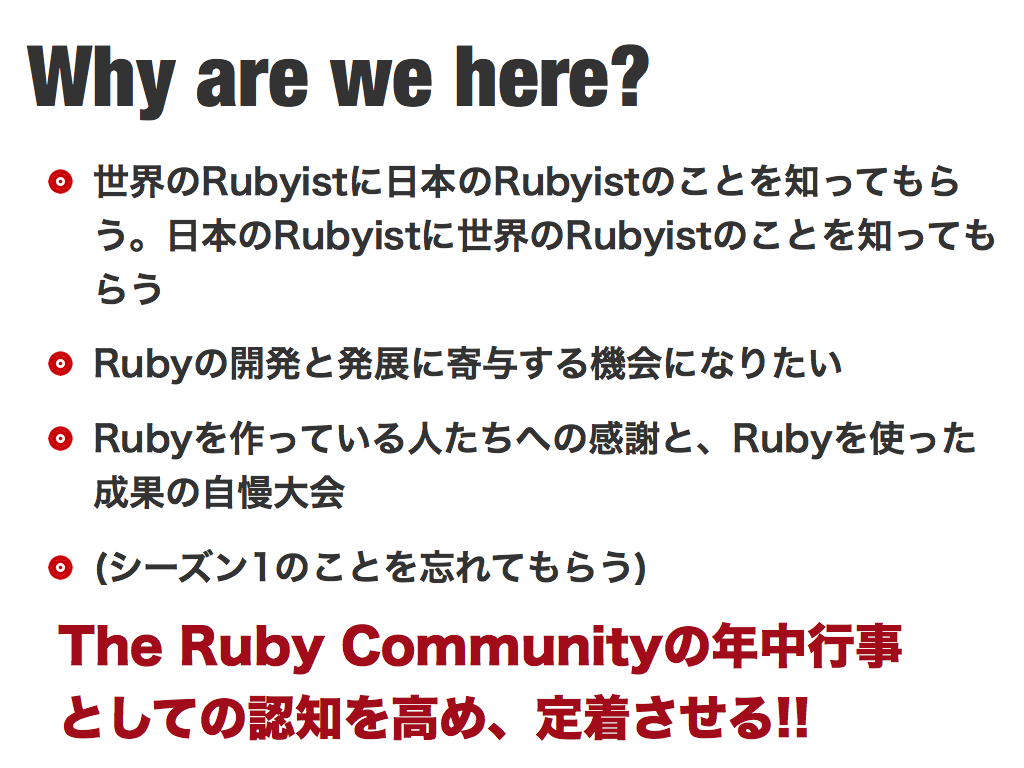 Why are we here?
世界のRubyistに日本のRubyistのことを知ってもら
う。日本のRubyistに世界のRubyistのことを知っても
らう
Rubyの開発と発展に寄与する機会になりたい
Rubyを作っている人たちへの感謝と、Rubyを使った
成果の自慢大会
(シーズン1のことを忘れてもらう)
The Ruby Communityの年中行事
としての認知を高め、定着させる!!